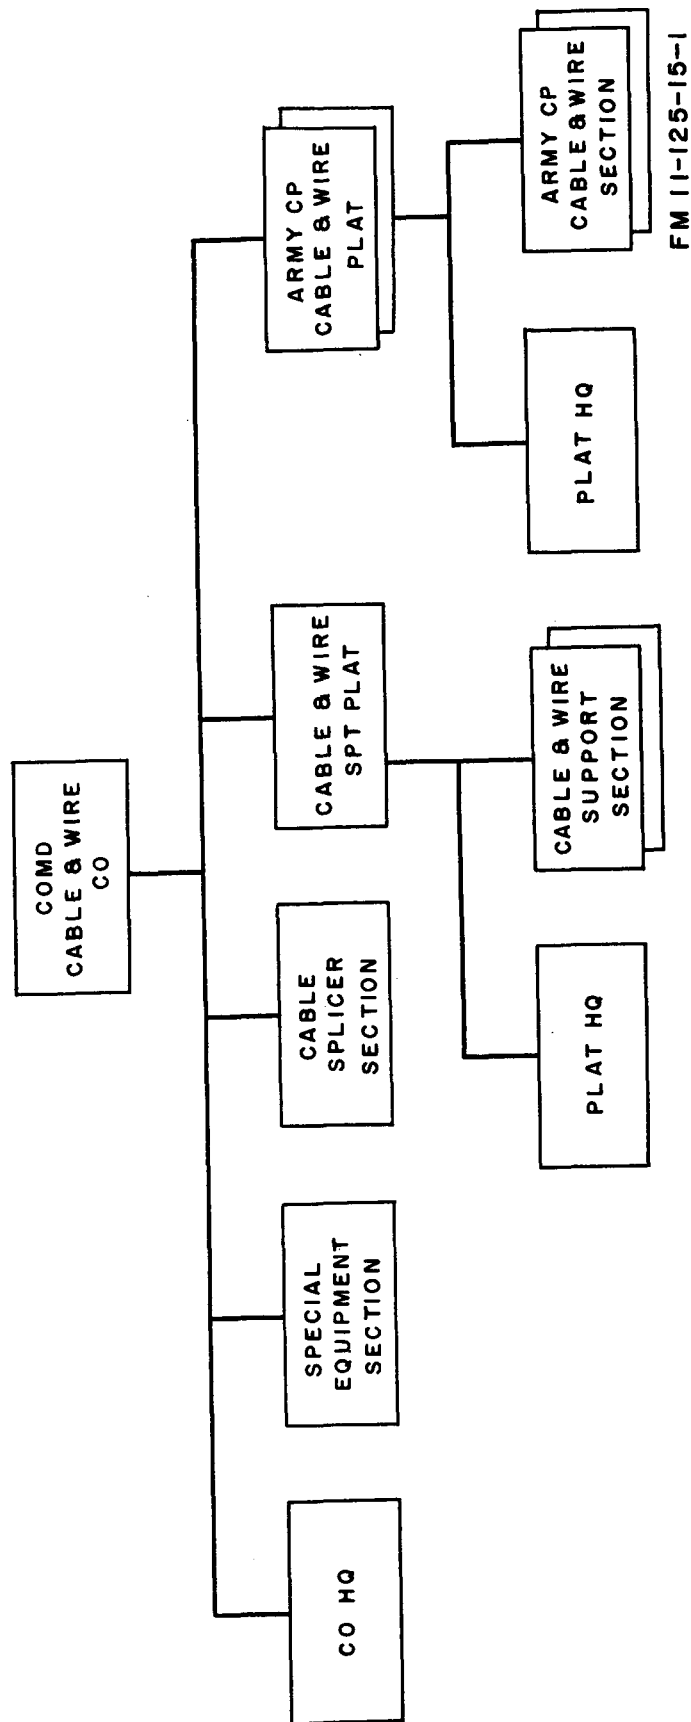 COMD
CABLE & WIRE
CO
CO HQ
SPECIAL
EQUIPMENT
SECTION
CABLE
SPLICER
SECTION
CABLE & WIRE
SPT PLAT
ARMY CP
CABLE & WIRE
PLAT
PLAT HQ
CABLE & WIRE
SUPPORT
SECTION
PLAT HQ
ARMY CP
CABLE & WIRE
SECTION
FM 11-125-15-1